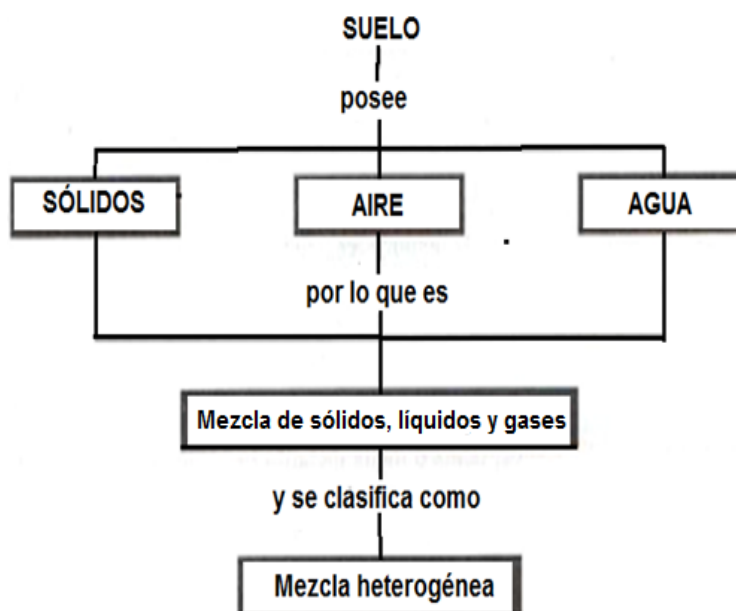 SUELO
posee
SÓLIDOS
AIRE
AGUA
por lo que es
Mezcla de sólidos, líquidos y gases
y se clasifica como
Mezcla heterogénea